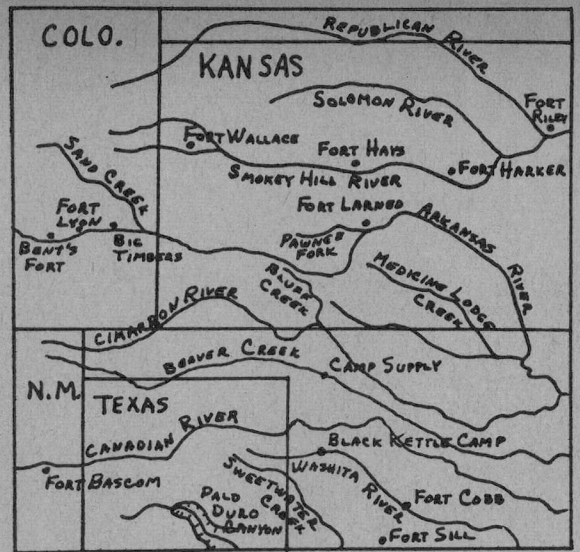 COLO.
REPUBLICAN RIVER
KANSAS
SOLOMON RIVER
FORT
RILEY
FORT WALLACE
FORT HAYS
FORT HARKER
SMOKEY HILL RIVER
SAND CREEK
FORT LARNED
ARKANSAS RIVER
FORT
LYON
BIG
TIMBERS
BENT'S
FORT
PAWNEE
FORK
BLUFF
CREEK
MEDICINE LODGE
CREEK
CIMARRON RIVER
BEAVER CREEK
CAMP SUPPLY
N.M.
TEXAS
CANADIAN RIVER
BLACK KETTLE CAMP
FORT BASCOM
WASHITA RIVER
SWEETWATER
CREEK
PALO
DURO
CANYON
FORT COBB
FORT SILL